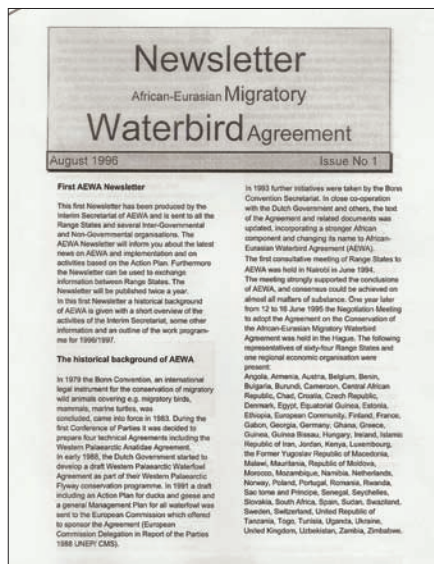 Newsletter
African-Eurasian Migratory
Waterbird Agreement
August 1996 Issue No 1
First AEWA Newsletter
This first Newsletter has been produced by the
Interim Secretariat of AEWA and is sent to all the
Range States and several Inter-Governmental
and Non-Governmental organisations. The
AEWA Newsletter will inform you about the latest
news on AEWA and implementation and on
activities based on the Action Plan. Furthermore
the Newsletter can be used to exchange
information between Range States. The
Newsletter will be published twice a year.
In this first Newsletter a historical background
of AEWA is given with a short overview of the
activities of the Interim Secretariat, some other
information and an outline of the work program-
me for 1996/1997.
The historical background of AEWA
In 1979 the Bonn Convention, an international
legal instrument for the conservation of migratory
wild animals covering e.g. migratory birds,
mammals, marine turtles, was
concluded, came into force in 1983. During the
first Conference of Parties it was decided to
prepare four technical Agreements including the
Western Palaearctic Anatidae Agreement.
In early 1988, the Dutch Government started to
develop a draft Western Palaearctic Waterfowl
Agreement as part of their Western Palaearctic
Flyway conservation programme. In 1991 a draft
including an Action Plan for ducks and geese and
a general Management Plan for all waterfowl was
sent to the European Commission which offered
to sponsor the Agreement (European
Commission Delegation in Report of the Parties
1988 UNEP/ CMS).
In 1993 further initiatives were taken by the Bonn
Convention Secretariat. In close co-operation
with the Dutch Government and others, the text
of the Agreement and related documents was
updated, incorporating a stronger African
component and changing its name to African-
Eurasian Waterbird Agreement (AEWA).
The first consultative meeting of Range States to
AEWA was held in Nairobi in June 1994.
The meeting strongly supported the conclusions
of AEWA, and consensus could be achieved on
almost all matters of substance. One year later
from 12 to 16 June 1995 the Negotiation Meeting
to adopt the Agreement on the Conservation of
the African-Eurasian Migratory Waterbird
Agreement was held in the Hague. The following
representatives of sixty-four Range States and
one regional economic organisation were
present:
Angola, Armenia, Austria, Belgium, Benin,
Bulgaria, Burundi, Cameroon, Central African
Republic, Chad, Croatia, Czech Republic,
Denmark, Egypt, Equatorial Guinea, Estonia,
Ethiopia, European Community, Finland, France,
Gabon, Georgia, Germany, Ghana, Greece,
Guinea, Guinea Bissau, Hungary, Ireland, Islamic
Republic of Iran, Jordan, Kenya, Luxembourg,
the Former Yugoslav Republic of Macedonia,
Malawi, Mauritania, Republic of Moldova,
Morocco, Mozambique, Namibia, Netherlands,
Norway, Poland, Portugal, Romania, Rwanda,
Sao tome and Principe, Senegal, Seychelles,
Slovakia, South Africa, Spain, Sudan, Swaziland,
Sweden, Switzerland, United Republic of
Tanzania, Togo, Tunisia, Uganda, Ukraine,
United Kingdom, Uzbekistan, Zambia, Zimbabwe.